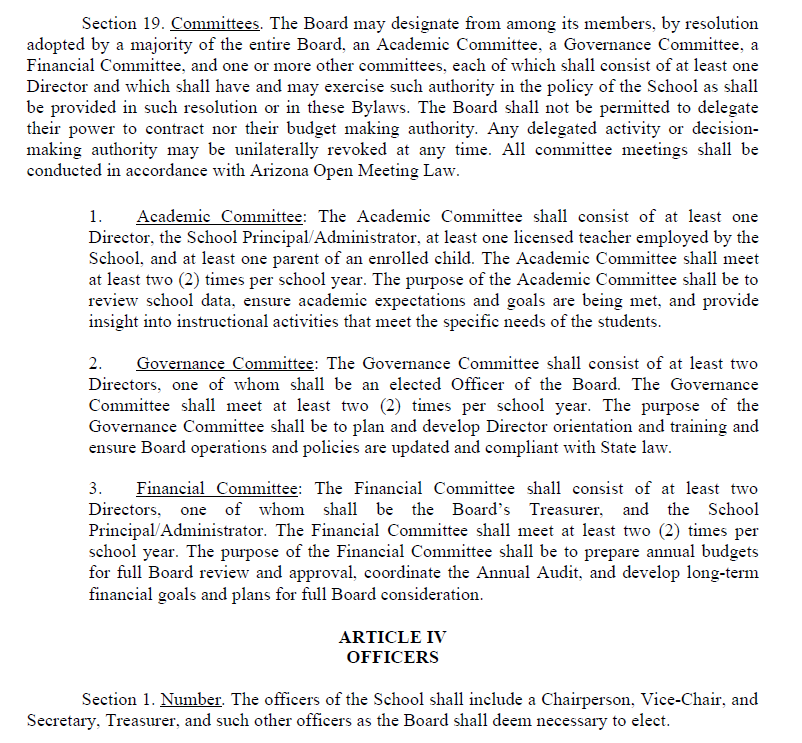 Section 19. Committees. The Board may designate from among its members, by resolution
adopted by a majority of the entire Board, an Academic Committee, a Governance Committee, a
Financial Committee, and one or more other committees, each of which shall consist of at least one
Director and which shall have and may exercise such authority in the policy of the School as shall
be provided in such resolution or in these Bylaws. The Board shall not be permitted to delegate
their power to contract nor their budget making authority. Any delegated activity or decision-
making authority may be unilaterally revoked at any time. All committee meetings shall be
conducted in accordance with Arizona Open Meeting Law.
1. Academic Committee: The Academic Committee shall consist of at least one
Director, the School Principal/Administrator, at least one licensed teacher employed by the
School, and at least one parent of an enrolled child. The Academic Committee shall meet
at least two (2) times per school year. The purpose of the Academic Committee shall be to
review school data, ensure academic expectations and goals are being met, and provide
insight into instructional activities that meet the specific needs of the students.
2. Governance Committee: The Governance Committee shall consist of at least two
Directors, one of whom shall be an elected Officer of the Board. The Governance
Committee shall meet at least two (2) times per school year. The purpose of the
Governance Committee shall be to plan and develop Director orientation and training and
ensure Board operations and policies are updated and compliant with State law.
3. Financial Committee: The Financial Committee shall consist of at least two
Directors, one of whom shall be the Board's Treasurer, and the School
Principal/Administrator. The Financial Committee shall meet at least two (2) times per
school year. The purpose of the Financial Committee shall be to prepare annual budgets
for full Board review and approval, coordinate the Annual Audit, and develop long-term
financial goals and plans for full Board consideration.
ARTICLE IV
OFFICERS
Section 1. Number. The officers of the School shall include a Chairperson, Vice-Chair, and
Secretary, Treasurer, and such other officers as the Board shall deem necessary to elect.